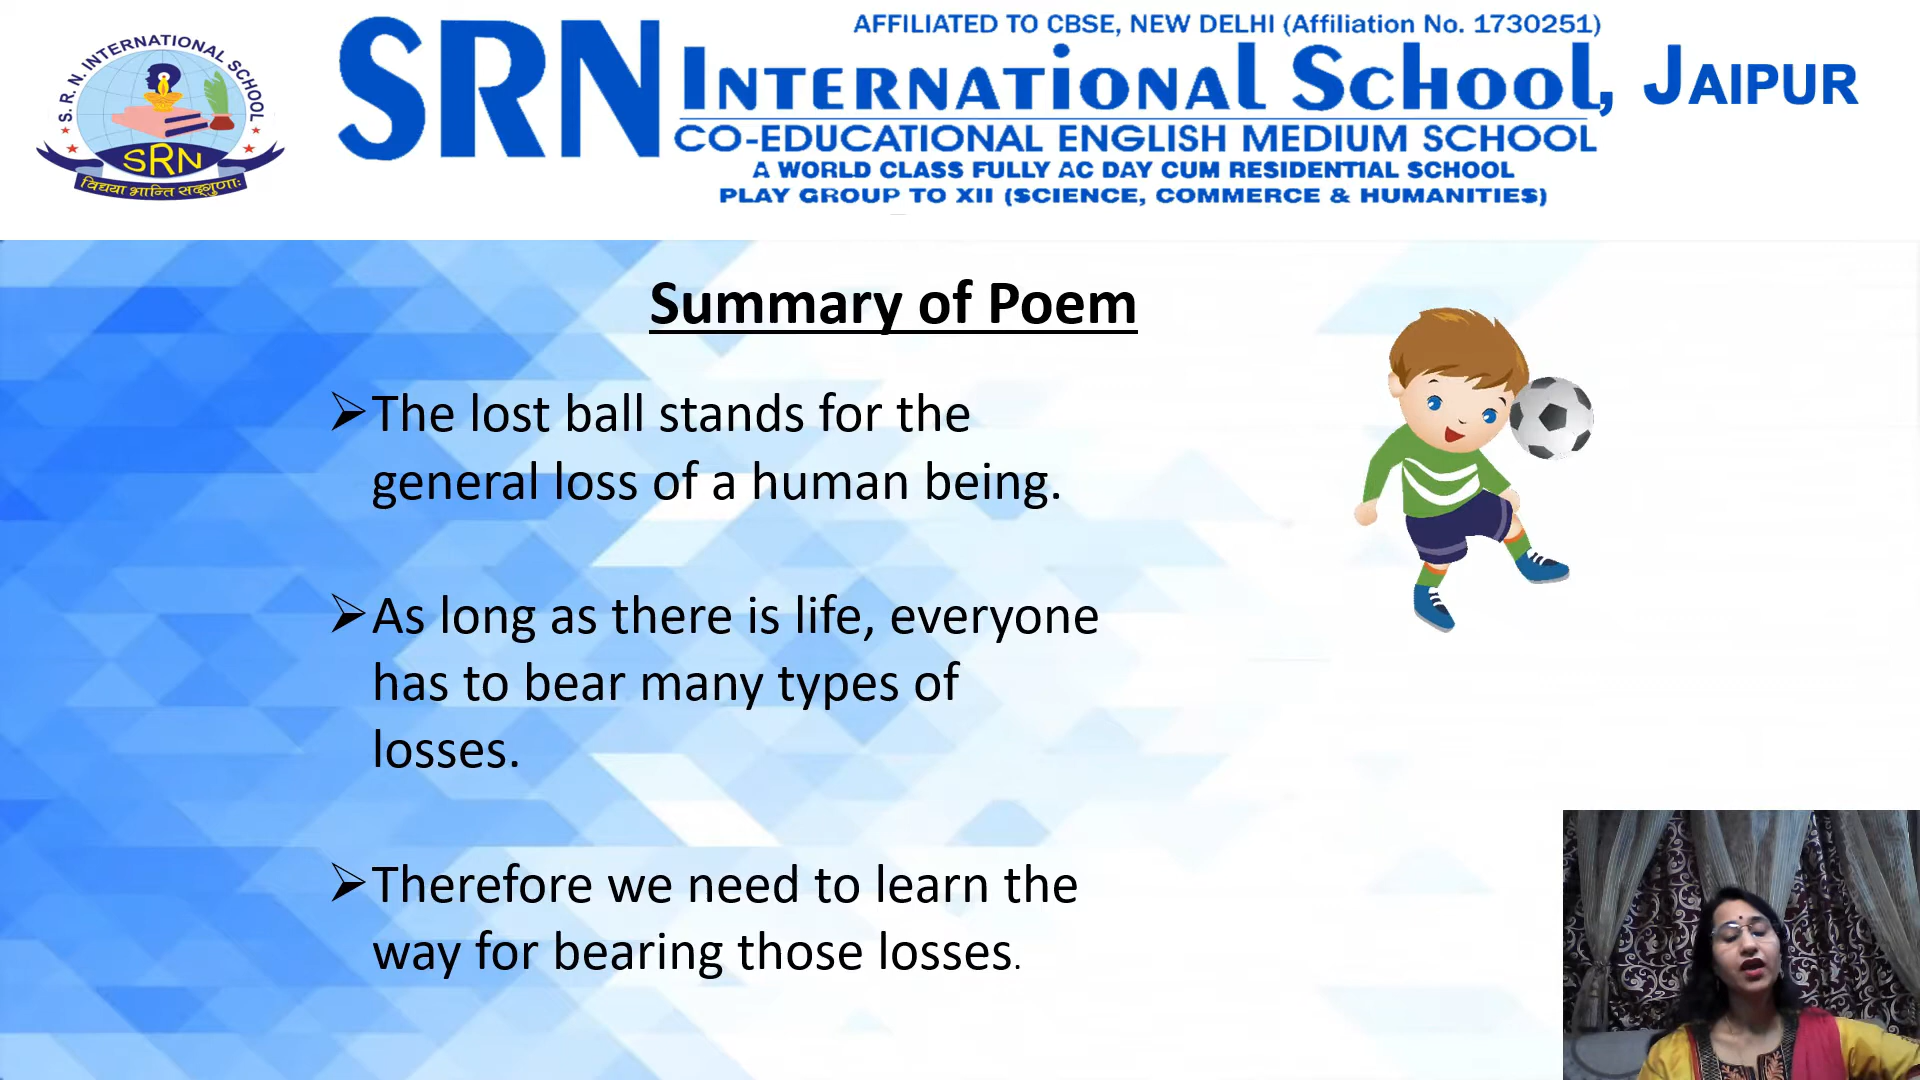 S. R. N. INTERNATIONAL SCHOOL
SRN
विद्यया भान्ति सद्गुणाः
AFFILIATED TO CBSE, NEW DELHI (Affiliation No. 1730251)
SRN INTERNATIONAL SCHOOL, JAIPUR
CO-EDUCATIONAL ENGLISH MEDIUM SCHOOL
A WORLD CLASS FULLY AC DAY CUM RESIDENTIAL SCHOOL
PLAY GROUP TO XII (SCIENCE, COMMERCE & HUMANITIES)
Summary of Poem
➢The lost ball stands for the
general loss of a human being.
➢As long as there is life, everyone
has to bear many types of
losses.
➢Therefore we need to learn the
way for bearing those losses.